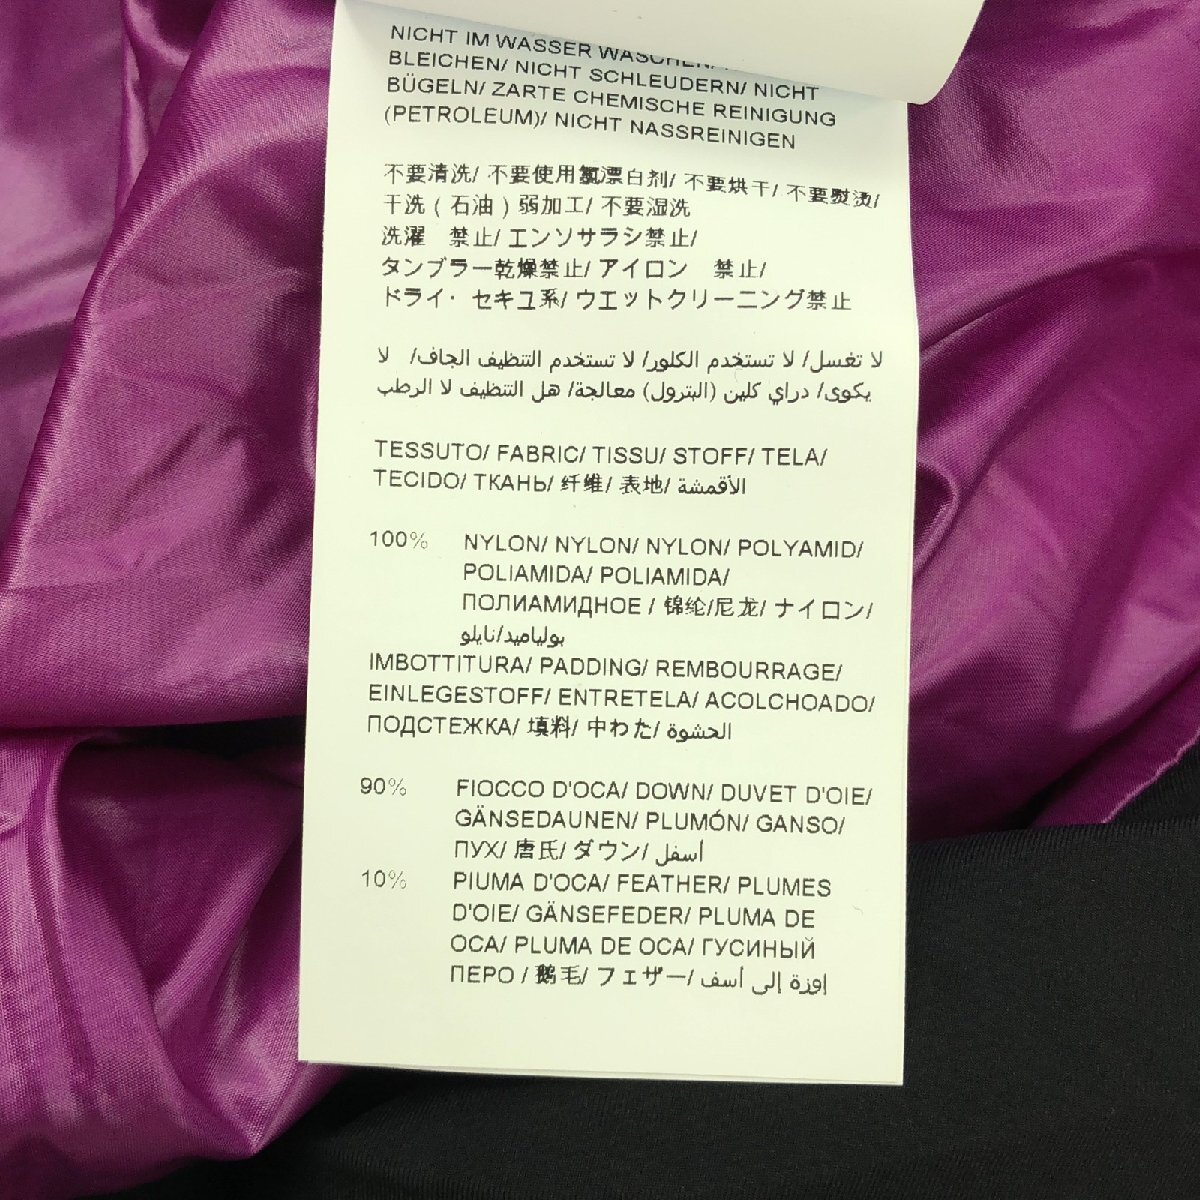 NICHT IM WASSER WASCHEN/
BLEICHEN/ NICHT SCHLEUDERN/ NICHT
BÜGELN/ ZARTE CHEMISCHE REINIGUNG
(PETROLEUM)/ NICHT NASSREINIGEN
不要清洗/ 不要使用氯漂白剂/ 不要烘干/ 不要熨烫/
干洗 ( 石油 ) 弱加工/ 不要湿洗
洗濯　禁止/ エンソサラシ禁止/
タンブラー乾燥禁止/ アイロン　禁止/
ドライ・ セキユ系/ ウエットクリーニング禁止
لا تغسل/ لا تستخدم الكلور/ لا تستخدم التنظيف الجاف/ لا
يكوى/ دراي كلين (البترول) معالجة/ هل التنظيف لا الرطب
TESSUTO/ FABRIC/ TISSU/ STOFF/ TELA/
TECIDO/ ТКАНЬ/ 纤维/ 表地/ الأقمشة
100% NYLON/ NYLON/ NYLON/ POLYAMID/
POLIAMIDA/ POLIAMIDA/
ПОЛИАМИДНОЕ / 锦纶/尼龙/ ナイロン/
بولياميد/نايلو
IMBOTTITURA/ PADDING/ REMBOURRAGE/
EINLEGESTOFF/ ENTRETELA/ ACOLCHOADO/
ПОДСТЕЖКА/ 填料/ 中わた/ الحشوة
90% FIOCCO D'OCA/ DOWN/ DUVET D'OIE/
GÄNSEDAUNEN/ PLUMÓN/ GANSO/
ПУХ/ 唐氏/ ダウン/ أسفل
10% PIUMA D'OCA/ FEATHER/ PLUMES
D'OIE/ GÄNSEFEDER/ PLUMA DE
OCA/ PLUMA DE OCA/ ГУСИНЫЙ
ПЕРО / 鹅毛/ フェザー/ إوزة إلى أسف